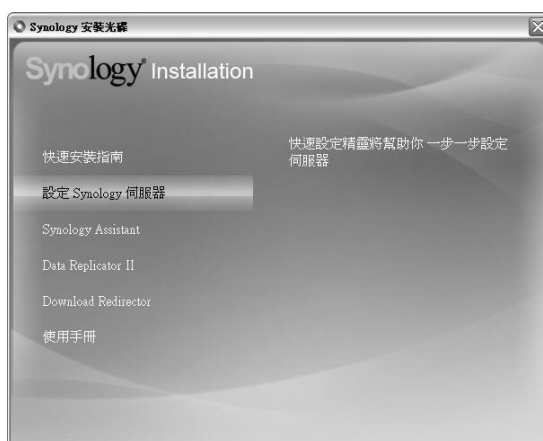 Synology 安裝光碟
Synology Installation
快速安裝指南
設定 Synology 伺服器
Synology Assistant
Data Replicator II
Download Redirector
使用手冊
快速設定精靈將幫助你 一步一步設定
伺服器